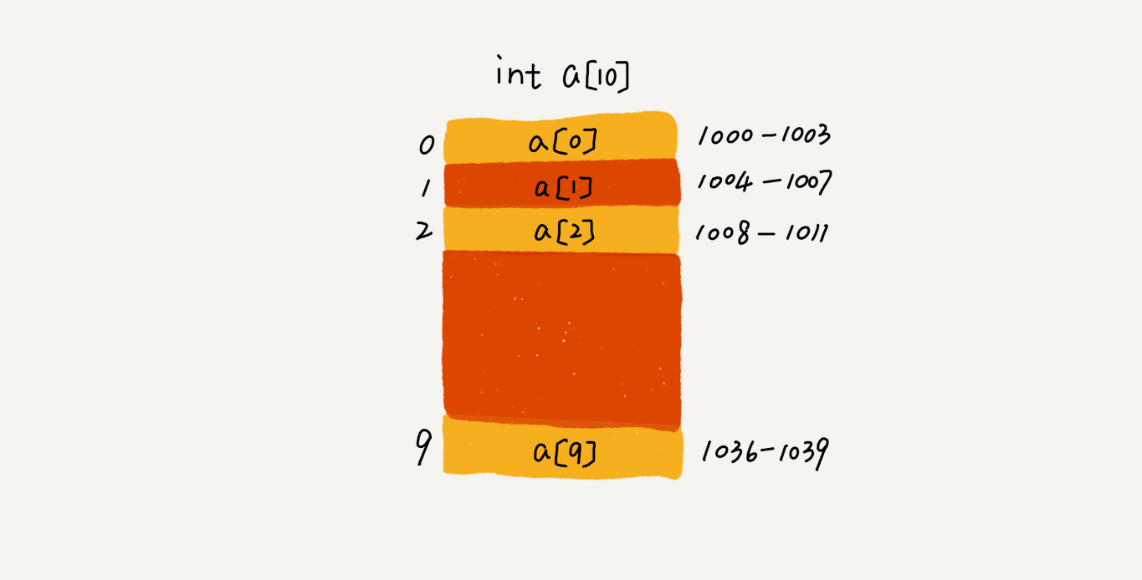 int a[10]
0 a[0] 1000-1003
1 a[1] 1004-1007
2 a[2] 1008-1011
9 a[9] 1036-1039